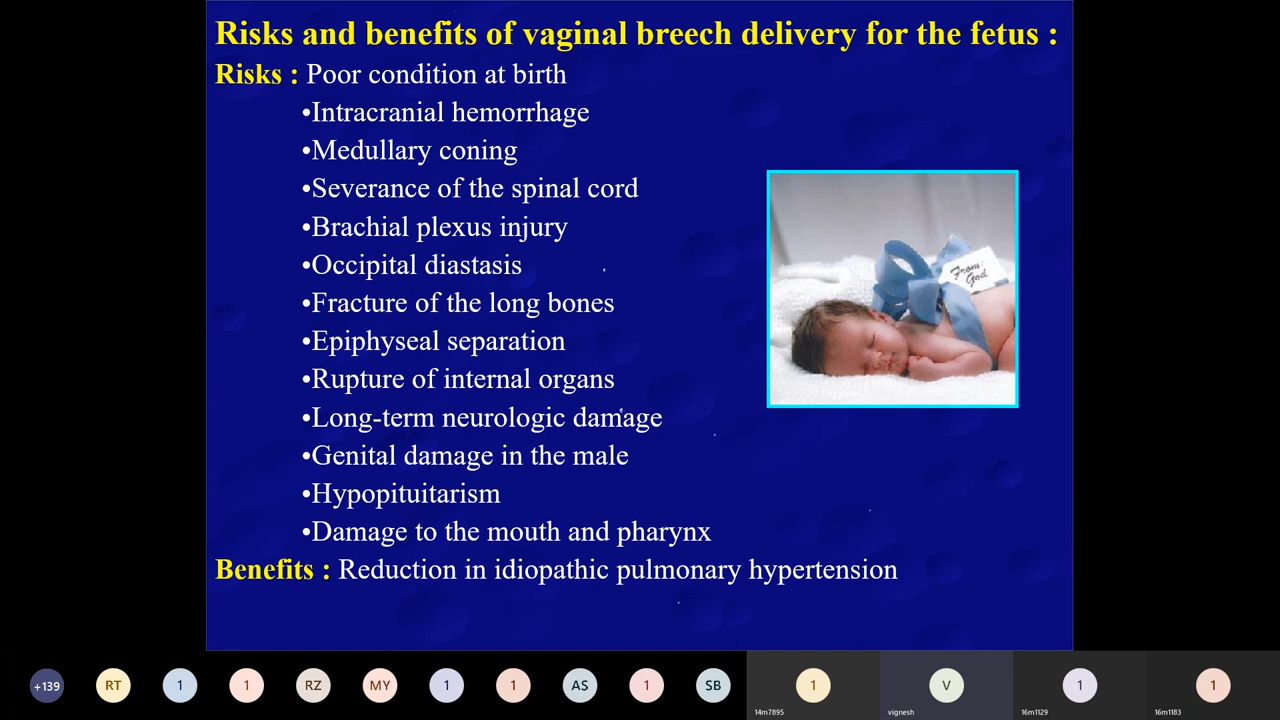 Risks and benefits of vaginal breech delivery for the fetus :
Risks : Poor condition at birth
•Intracranial hemorrhage
•Medullary coning
•Severance of the spinal cord
•Brachial plexus injury
•Occipital diastasis
•Fracture of the long bones
•Epiphyseal separation
•Rupture of internal organs
•Long-term neurologic damage
•Genital damage in the male
•Hypopituitarism
•Damage to the mouth and pharynx
Benefits : Reduction in idiopathic pulmonary hypertension
From:
God
+139 RT 1 1 RZ MY 1 1 AS 1 SB 1 V 1 1
14m7895 vignesh 16m1129 16m1183